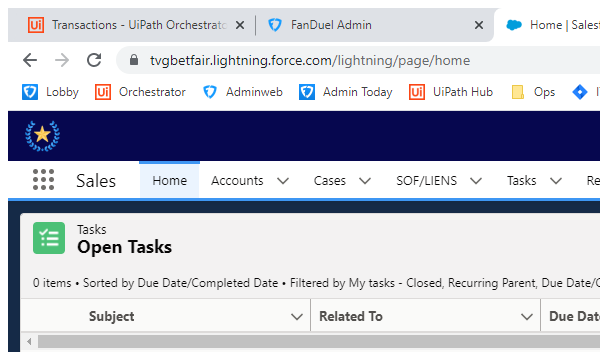 Transactions - UiPath Orchestrato
FanDuel Admin
Home | Salesf
tvgbetfair.lightning.force.com/lightning/page/home
Lobby Orchestrator Adminweb Admin Today UiPath Hub Ops
Sales Home Accounts Cases SOF/LIENS Tasks Re
Tasks
Open Tasks
0 items • Sorted by Due Date/Completed Date • Filtered by My tasks - Closed, Recurring Parent, Due Date/C
Subject Related To Due Date